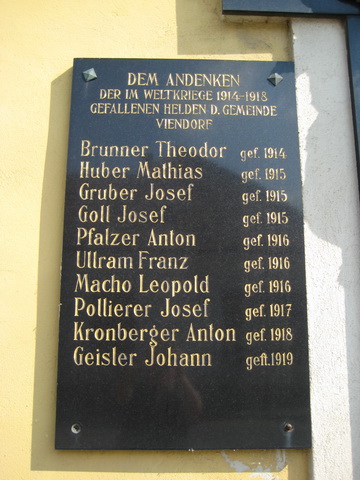 DEM ANDENKEN
DER IM WELTKRIEGE 1914-1918
GEFALLENEN HELDEN D. GEMEINDE
VIENDORF
Brunner Theodor gef. 1914
Huber Mathias gef. 1915
Gruber Josef gef. 1915
Goll Josef gef. 1915
Pfalzer Anton gef. 1916
Ullram Franz gef. 1916
Macho Leopold gef. 1916
Pollierer Josef gef. 1917
Kronberger Anton gef. 1918
Geisler Johann geft. 1919